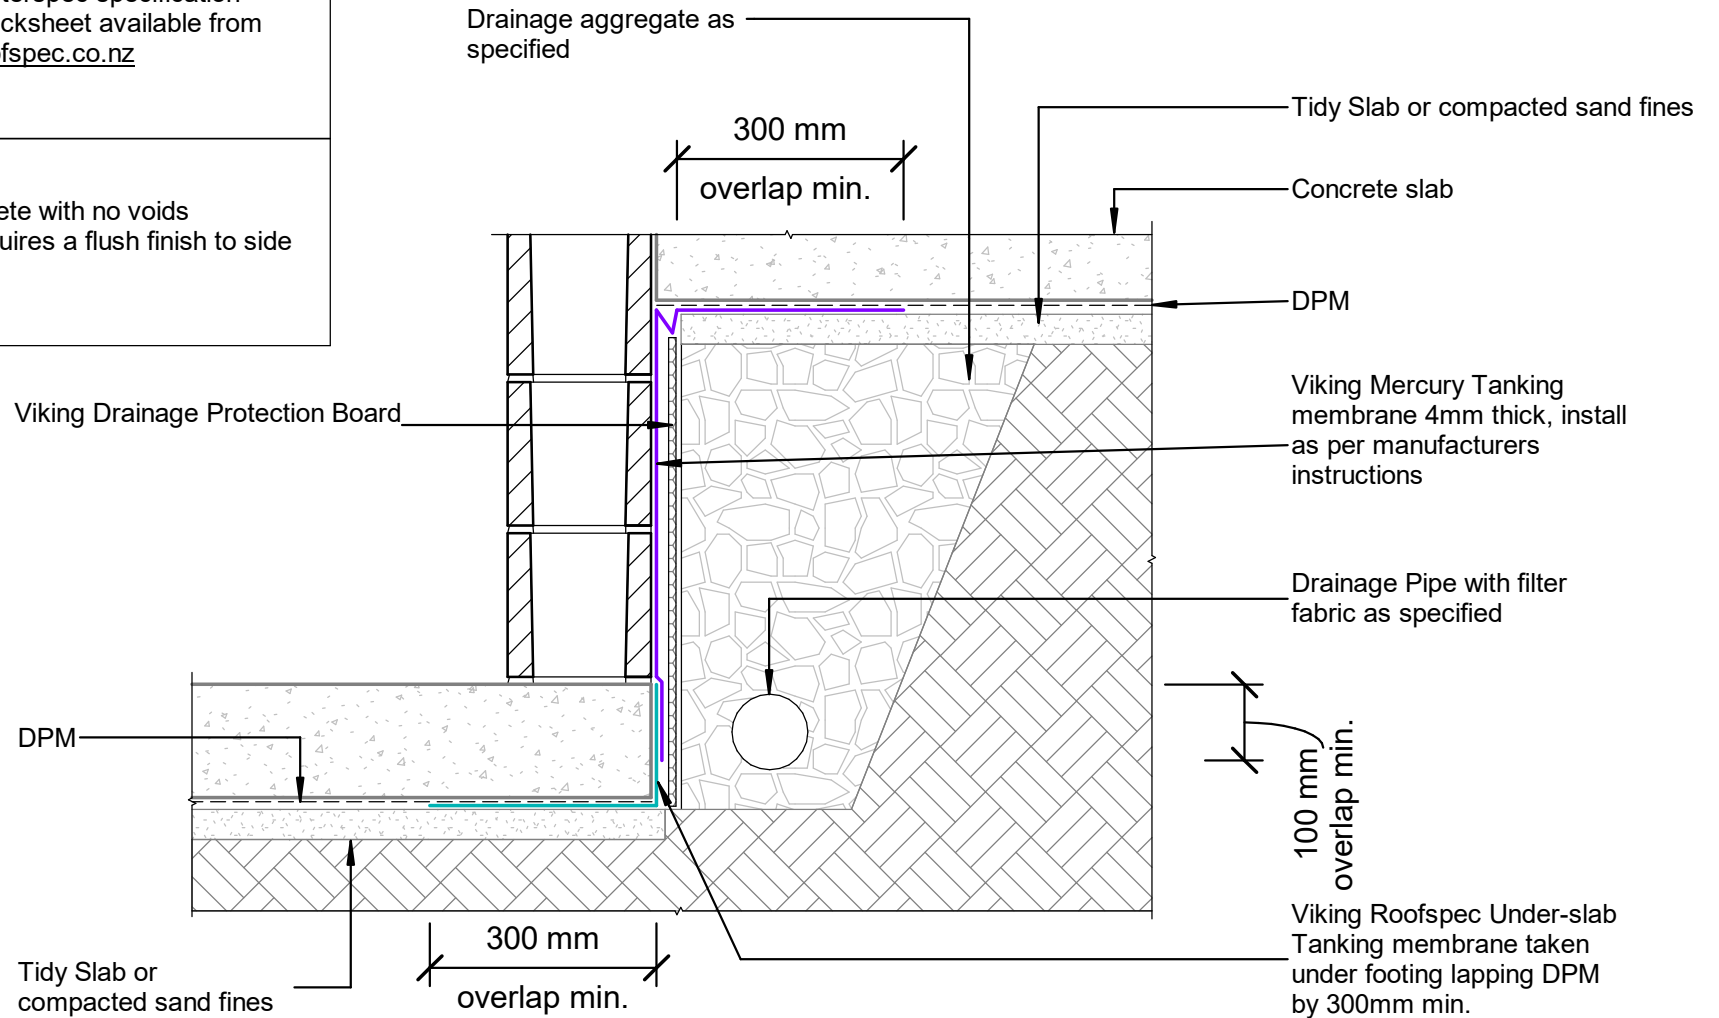 cksheet available from
fspec.co.nz
with no voids
a flush finish to side
Drainage aggregate as
specified
300 mm
overlap min.
Tidy Slab or compacted sand fines
Concrete slab
DPM
Viking Drainage Protection Board
Viking Mercury Tanking
membrane 4mm thick, install
as per manufacturers
instructions
Drainage Pipe with filter
fabric as specified
DPM
100 mm
overlap min.
Tidy Slab or
compacted sand fines
300 mm
overlap min.
Viking Roofspec Under-slab
Tanking membrane taken
under footing lapping DPM
by 300mm min.